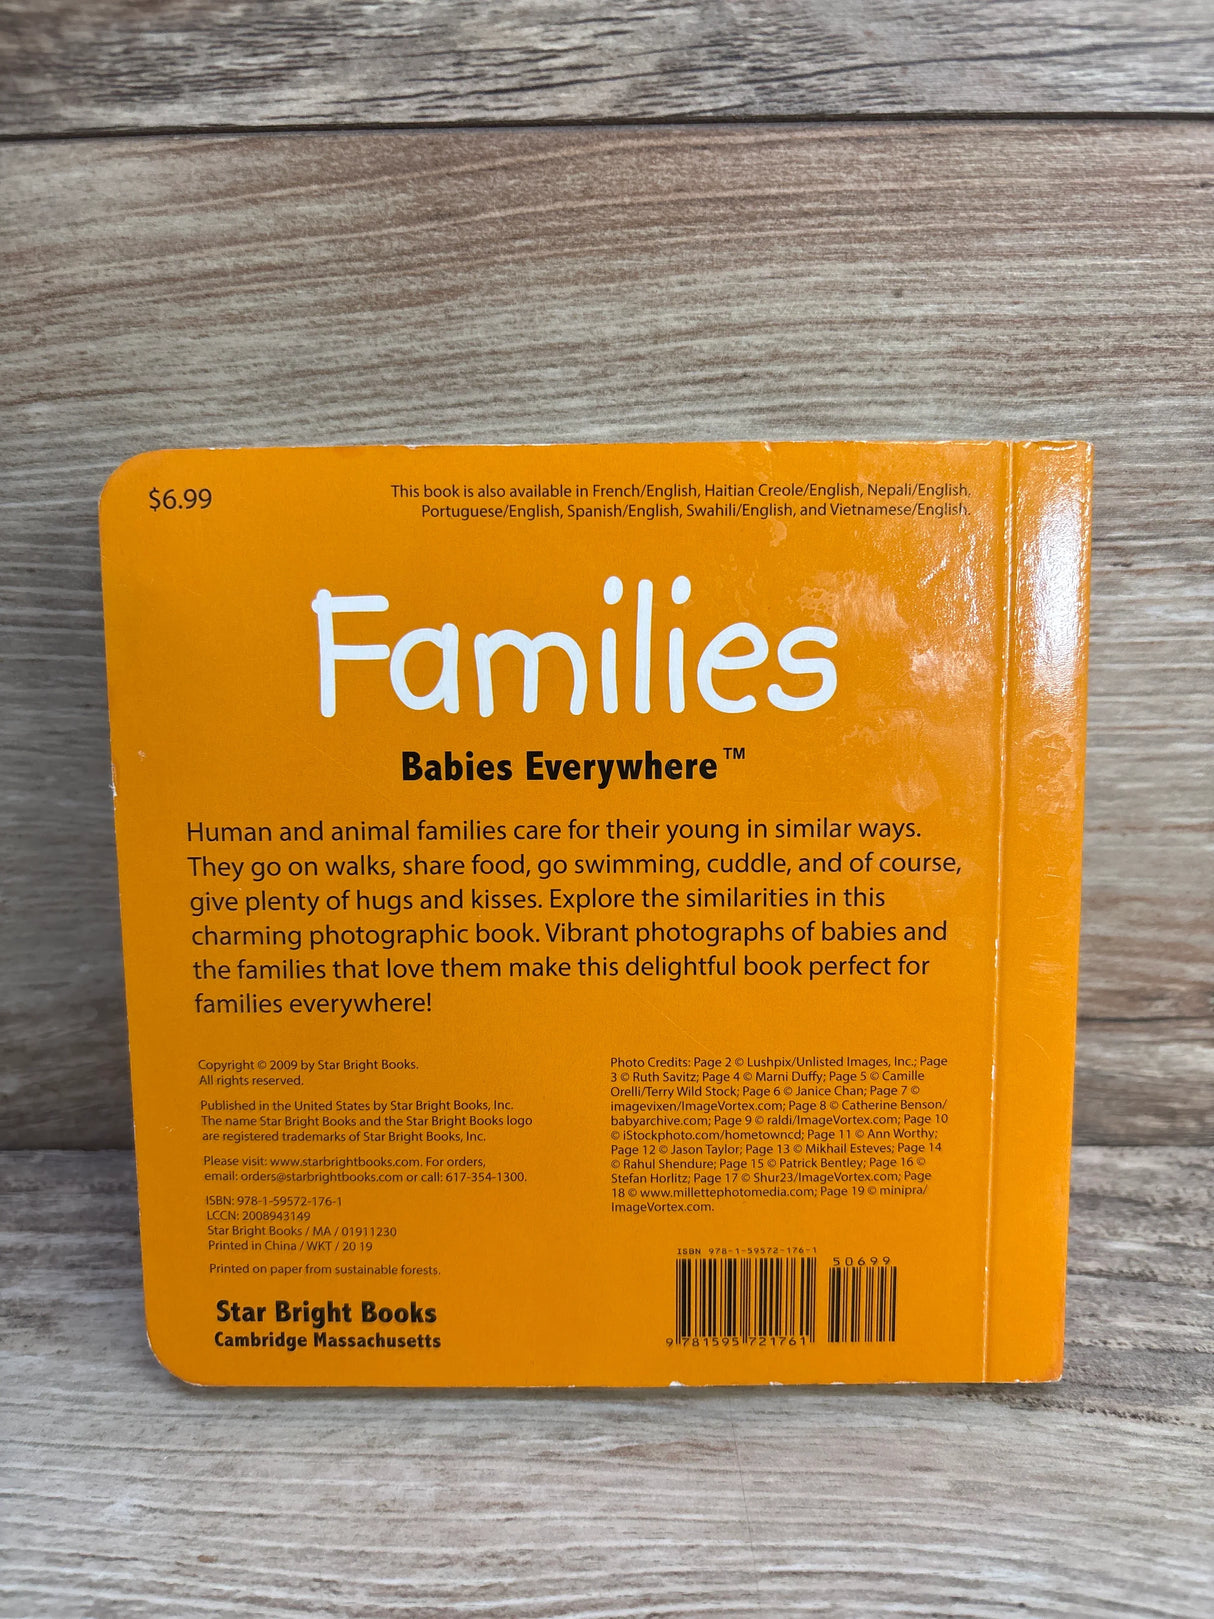 $6.99
This book is also available in French/English, Haitian Creole/English, Nepali/English,
Portuguese/English, Spanish/English, Swahili/English, and Vietnamese/English.
Families
Babies Everywhere™
Human and animal families care for their young in similar ways.
They go on walks, share food, go swimming, cuddle, and of course,
give plenty of hugs and kisses. Explore the similarities in this
charming photographic book. Vibrant photographs of babies and
the families that love them make this delightful book perfect for
families everywhere!
Copyright © 2009 by Star Bright Books.
All rights reserved.
Published in the United States by Star Bright Books, Inc.
The name Star Bright Books and the Star Bright Books logo
are registered trademarks of Star Bright Books, Inc.
Please visit: www.starbrightbooks.com. For orders,
email: orders@starbrightbooks.com or call: 617-354-1300.
ISBN: 978-1-59572-176-1
LCCN: 2008943149
Star Bright Books / MA / 01911230
Printed in China / WKT / 20 19
Printed on paper from sustainable forests.
Star Bright Books
Cambridge Massachusetts
Photo Credits: Page 2 © Lushpix/Unlisted Images, Inc.; Page
3 © Ruth Savitz; Page 4 © Marni Duffy; Page 5 © Camille
Orelli/Terry Wild Stock; Page 6 © Janice Chan; Page 7 ©
imagevixen/ImageVortex.com; Page 8 © Catherine Benson/
babyarchive.com; Page 9 © raldi/ImageVortex.com; Page 10
© iStockphoto.com/hometowncd; Page 11 © Ann Worthy;
Page 12 © Jason Taylor; Page 13 © Mikhail Esteves; Page 14
© Rahul Shendure; Page 15 © Patrick Bentley; Page 16 ©
Stefan Horlitz; Page 17 © Shur23/ImageVortex.com; Page
18 © www.millettephotomedia.com; Page 19 © minipra/
ImageVortex.com.
ISBN 978-1-59572-176-1
50699
9 781595 721761